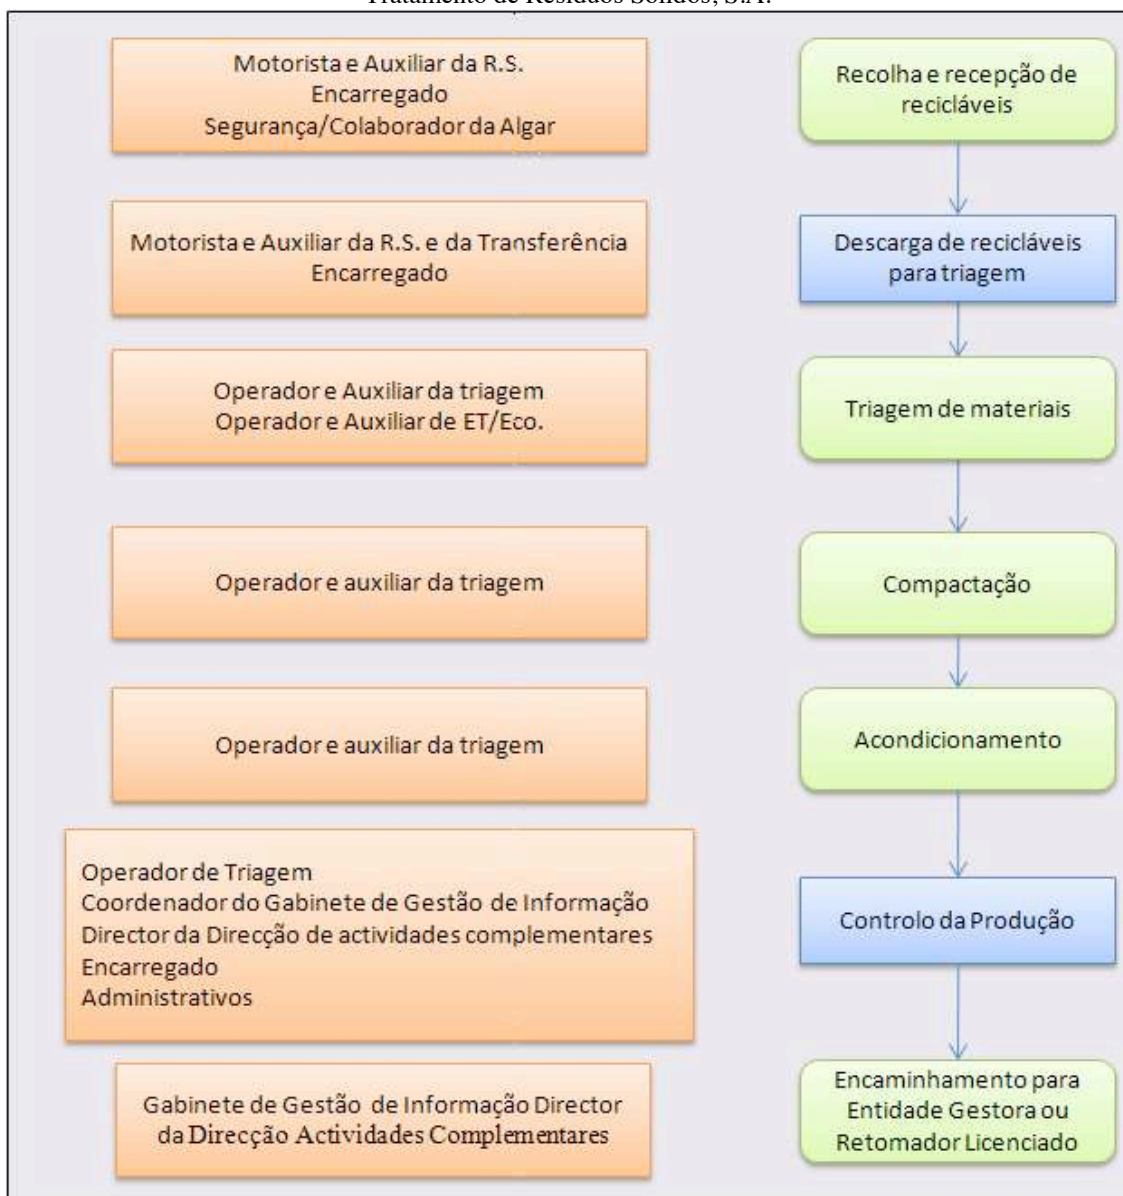 Tratamento de Resíduos Sólidos, S.A.
Motorista e Auxiliar da R.S.
Encarregado
Segurança/Colaborador da Algar
Recolha e recepção de
recicláveis
Motorista e Auxiliar da R.S. e da Transferência
Encarregado
Descarga de recicláveis
para triagem
Operador e Auxiliar da triagem
Operador e Auxiliar de ET/Eco.
Triagem de materiais
Operador e auxiliar da triagem
Compactação
Operador e auxiliar da triagem
Acondicionamento
Operador de Triagem
Coordenador do Gabinete de Gestão de Informação
Director da Direcção de actividades complementares
Encarregado
Administrativos
Controlo da Produção
Gabinete de Gestão de Informação Director
da Direcção Actividades Complementares
Encaminhamento para
Entidade Gestora ou
Retomador Licenciado